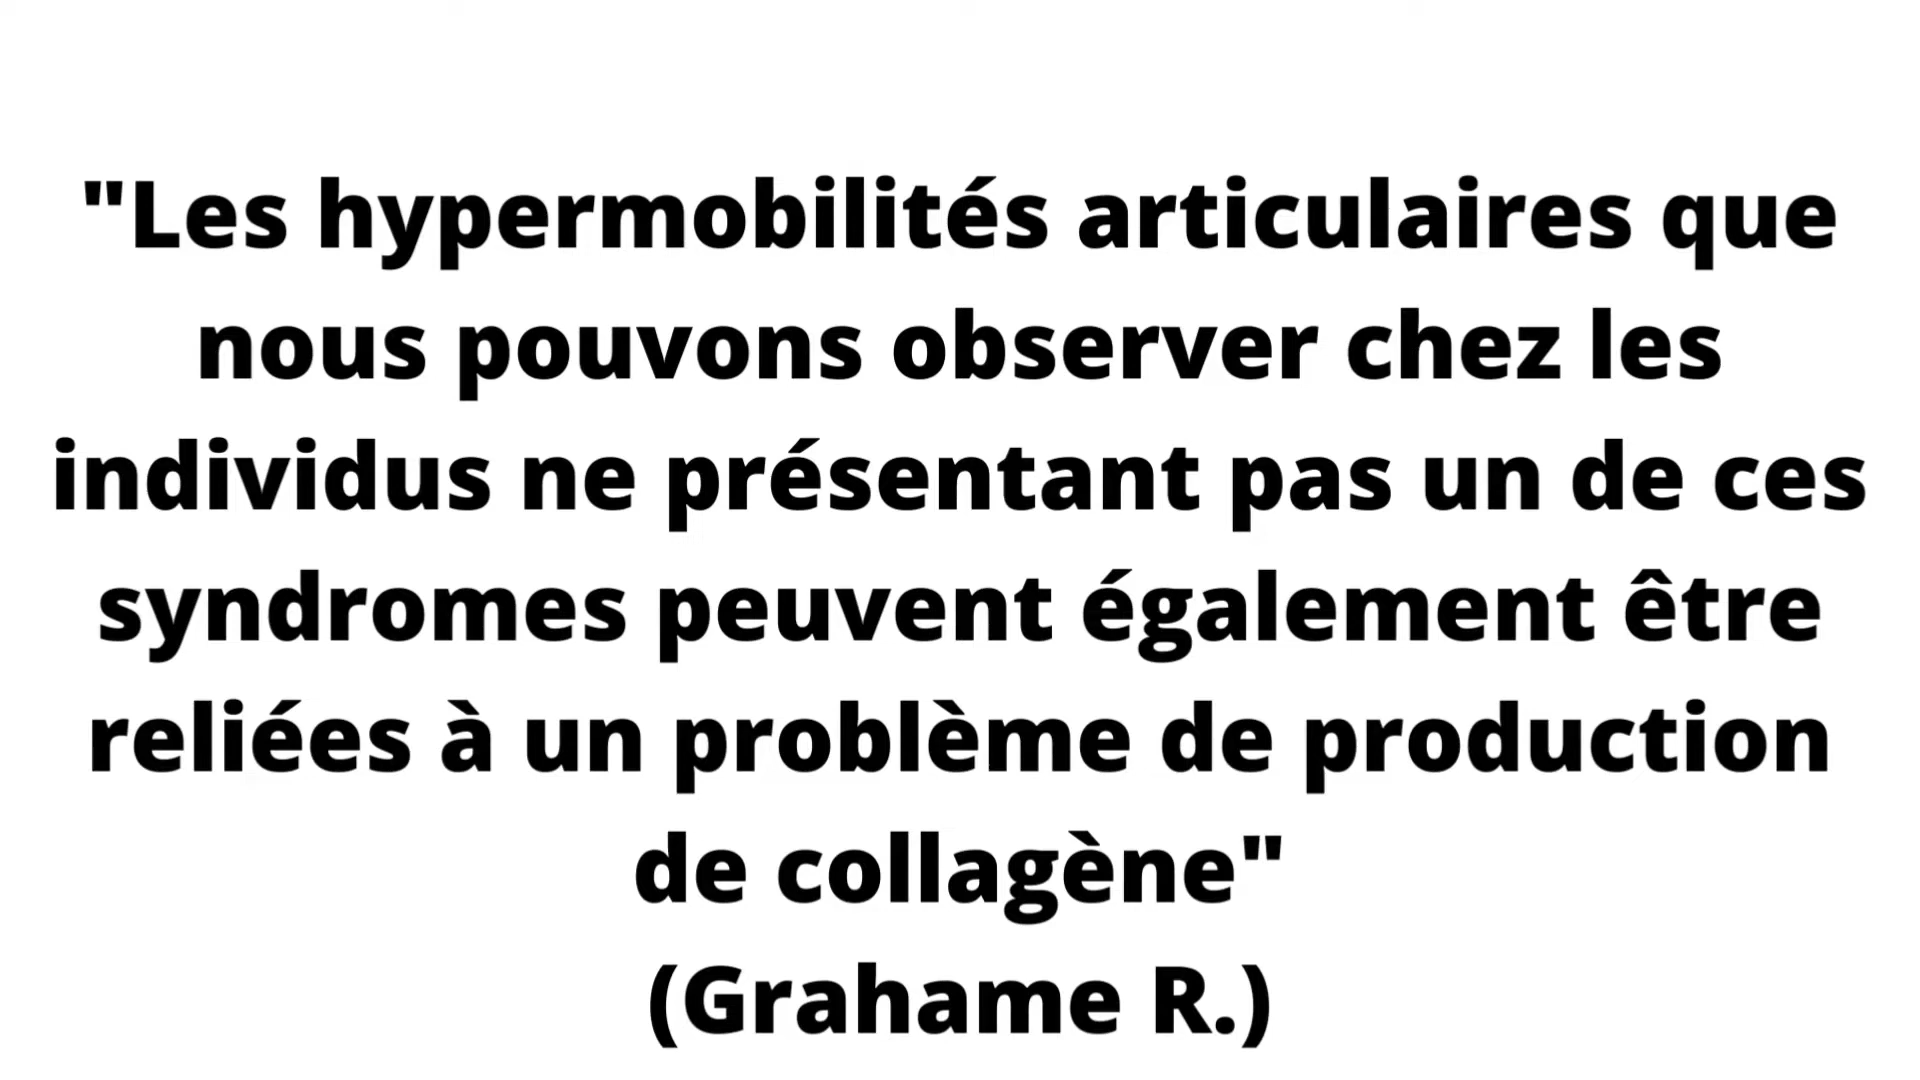 "Les hypermobilités articulaires que
nous pouvons observer chez les
individus ne présentant pas un de ces
syndromes peuvent également être
reliées à un problème de production
de collagène"
(Grahame R.)